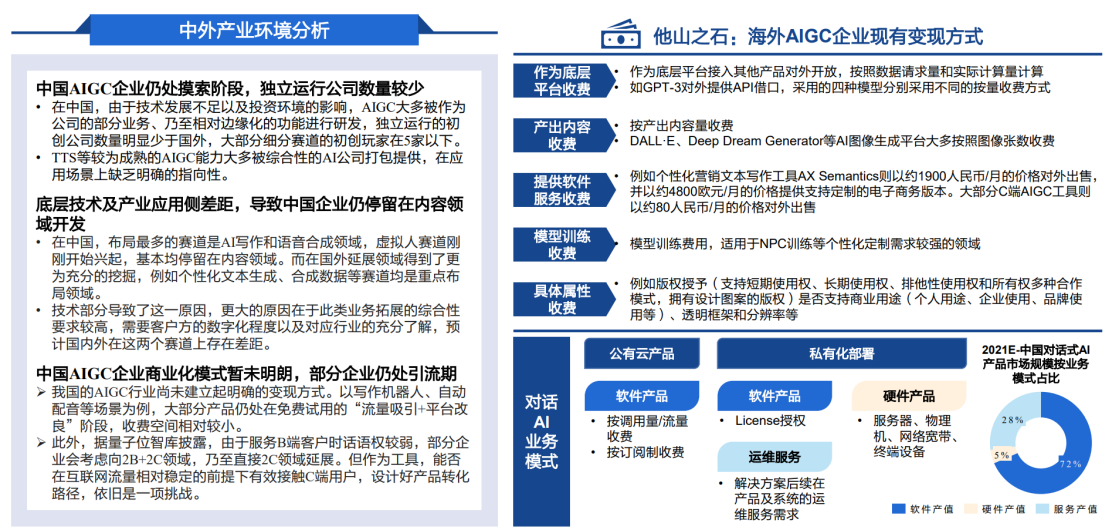 中外产业环境分析
中国AIGC企业仍处摸索阶段，独立运行公司数量较少
• 在中国，由于技术发展不足以及投资环境的影响，AIGC大多被作为
公司的部分业务、乃至相对边缘化的功能进行研发，独立运行的初
创公司数量明显少于国外，大部分细分赛道的初创玩家在5家以下。
• TTS等较为成熟的AIGC能力大多被综合性的AI公司打包提供，在应
用场景上缺乏明确的指向性。
底层技术及产业应用侧差距，导致中国企业仍停留在内容领
域开发
• 在中国，布局最多的赛道是AI写作和语音合成领域，虚拟人赛道刚
刚开始兴起，基本均停留在内容领域。而在国外延展领域得到了更
为充分的挖掘，例如个性化文本生成、合成数据等赛道均是重点布
局领域。
• 技术部分导致了这一原因，更大的原因在于此类业务拓展的综合性
要求较高，需要客户方的数字化程度以及对应行业的充分了解，预
计国内外在这两个赛道上存在差距。
中国AIGC企业商业化模式暂未明朗，部分企业仍处引流期
➢ 我国的AIGC行业尚未建立起明确的变现方式。以写作机器人、自动
配音等场景为例，大部分产品仍处在免费试用的“流量吸引+平台改
良”阶段，收费空间相对较小。
➢ 此外，据量子位智库披露，由于服务B端客户时话语权较弱，部分企
业会考虑向2B+2C领域，乃至直接2C领域延展。但作为工具，能否
在互联网流量相对稳定的前提下有效接触C端用户，设计好产品转化
路径，依旧是一项挑战。
他山之石：海外AIGC企业现有变现方式
作为底层
平台收费
• 作为底层平台接入其他产品对外开放，按照数据请求量和实际计算量计算
• 如GPT-3对外提供API借口，采用的四种模型分别采用不同的按量收费方式
产出内容
收费
• 按产出内容量收费
• DALL·E、Deep Dream Generator等AI图像生成平台大多按照图像张数收费
提供软件
服务收费
• 例如个性化营销文本写作工具AX Semantics则以约1900人民币/月的价格对外出售，
并以约4800欧元/月的价格提供支持定制的电子商务版本。大部分C端AIGC工具则
以约80人民币/月的价格对外出售
模型训练
收费
• 模型训练费用，适用于NPC训练等个性化定制需求较强的领域
具体属性
收费
• 例如版权授予（支持短期使用权、长期使用权、排他性使用权和所有权多种合作
模式，拥有设计图案的版权）是否支持商业用途（个人用途、企业使用、品牌使
用等）、透明框架和分辨率等
对话
AI
业务
模式
公有云产品
软件产品
• 按调用量/流量
收费
• 按订阅制收费
私有化部署
软件产品
• License授权
运维服务
• 解决方案后续在
产品及系统的运
维服务需求
硬件产品
• 服务器、物理
机、网络宽带、
终端设备
2021E-中国对话式AI
产品市场规模按业务
模式占比
28%
5%
72%
软件产值
硬件产值
服务产值